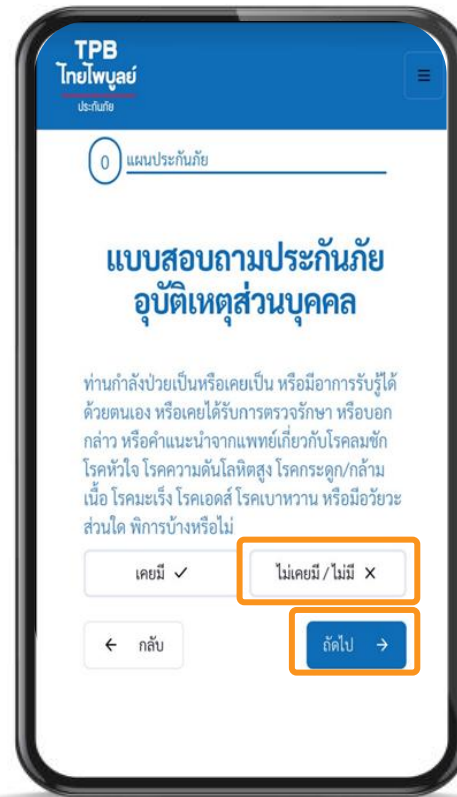 TPB
ไทยไพบูลย์
ประกันภัย
0 แผนประกันภัย
แบบสอบถามประกันภัย
อุบัติเหตุส่วนบุคคล
ท่านกำลังป่วยเป็นหรือเคยเป็น หรือมีอาการรับรู้ได้
ด้วยตนเอง หรือเคยได้รับการตรวจรักษา หรือบอก
กล่าว หรือคำแนะนำจากแพทย์เกี่ยวกับโรคลมชัก
โรคหัวใจ โรคความดันโลหิตสูง โรคกระดูก/กล้าม
เนื้อ โรคมะเร็ง โรคเอดส์ โรคเบาหวาน หรือมีอวัยวะ
ส่วนใด พิการบ้างหรือไม่
เคยมี ✓ ไม่เคยมี / ไม่มี ✕
← กลับ ถัดไป →